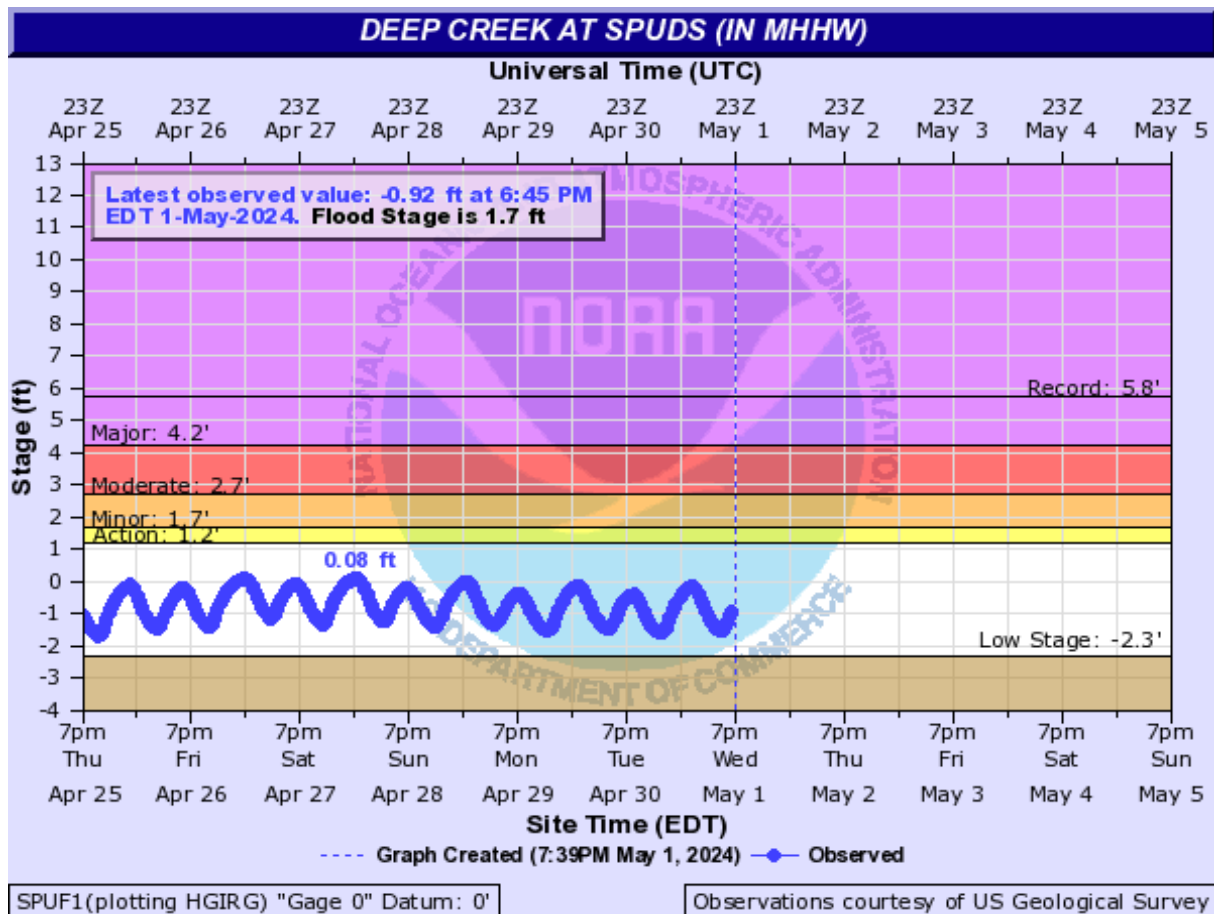 DEEP CREEK AT SPUDS (IN MHHW)
Universal Time (UTC)
23Z 23Z 23Z 23Z 23Z 23Z 23Z 23Z 23Z 23Z 23Z
Apr 25 Apr 26 Apr 27 Apr 28 Apr 29 Apr 30 May 1 May 2 May 3 May 4 May 5
Latest observed value: -0.92 ft at 6:45 PM
EDT 1-May-2024. Flood Stage is 1.7 ft
NATIONAL OCEANIC AND ATMOSPHERIC ADMINISTRATION
NOAA
U.S. DEPARTMENT OF COMMERCE
Stage (ft)
13
12
11
10
9
8
7
6
5
4
3
2
1
0
-1
-2
-3
-4
Record: 5.8'
Major: 4.2'
Moderate: 2.7'
Minor: 1.7'
Action: 1.2'
0.08 ft
Low Stage: -2.3'
7pm 7pm 7pm 7pm 7pm 7pm 7pm 7pm 7pm 7pm 7pm
Thu Fri Sat Sun Mon Tue Wed Thu Fri Sat Sun
Apr 25 Apr 26 Apr 27 Apr 28 Apr 29 Apr 30 May 1 May 2 May 3 May 4 May 5
Site Time (EDT)
Graph Created (7:39PM May 1, 2024) Observed
SPUF1(plotting HGIRG) "Gage 0" Datum: 0'
Observations courtesy of US Geological Survey